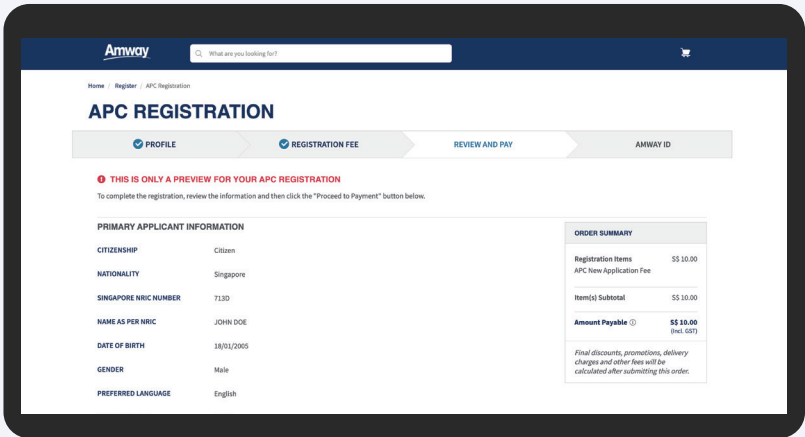 Amway
What are you looking for?
Home / Register / APC Registration
APC REGISTRATION
PROFILE
REGISTRATION FEE
REVIEW AND PAY
AMWAY ID
THIS IS ONLY A PREVIEW FOR YOUR APC REGISTRATION
To complete the registration, review the information and then click the "Proceed to Payment" button below.
PRIMARY APPLICANT INFORMATION
CITIZENSHIP Citizen
NATIONALITY Singapore
SINGAPORE NRIC NUMBER 713D
NAME AS PER NRIC JOHN DOE
DATE OF BIRTH 18/01/2005
GENDER Male
PREFERRED LANGUAGE English
ORDER SUMMARY
Registration Items S$ 10.00
APC New Application Fee
Item(s) Subtotal S$ 10.00
Amount Payable S$ 10.00
(Incl. GST)
Final discounts, promotions, delivery
charges and other fees will be
calculated after submitting this order.